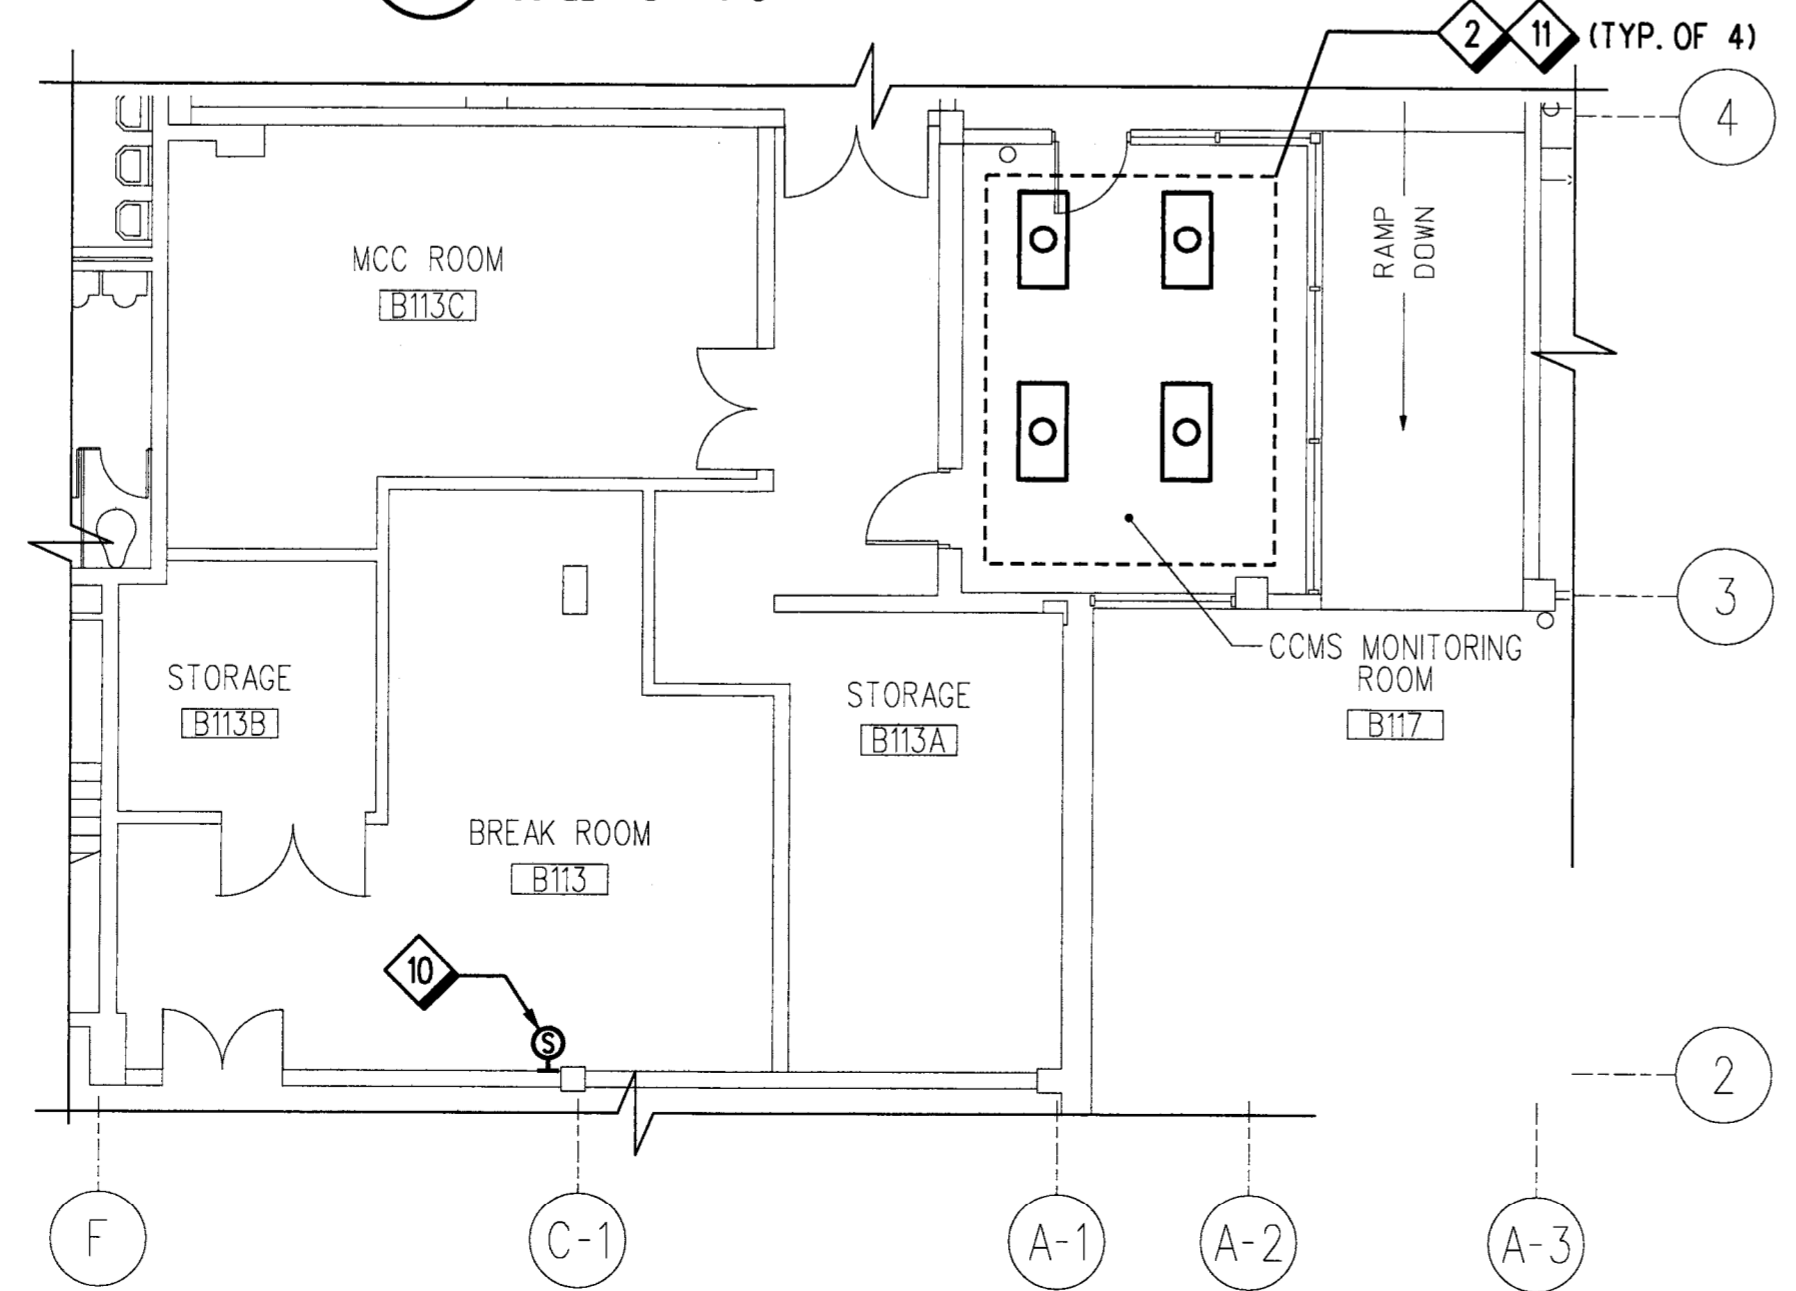 2 11 (TYP. OF 4)
4
MCC ROOM
B113C
RAMP
DOWN
3
CCMS MONITORING
ROOM
B117
STORAGE
B113B
STORAGE
B113A
BREAK ROOM
B113
10
S
2
F
C-1
A-1
A-2
A-3